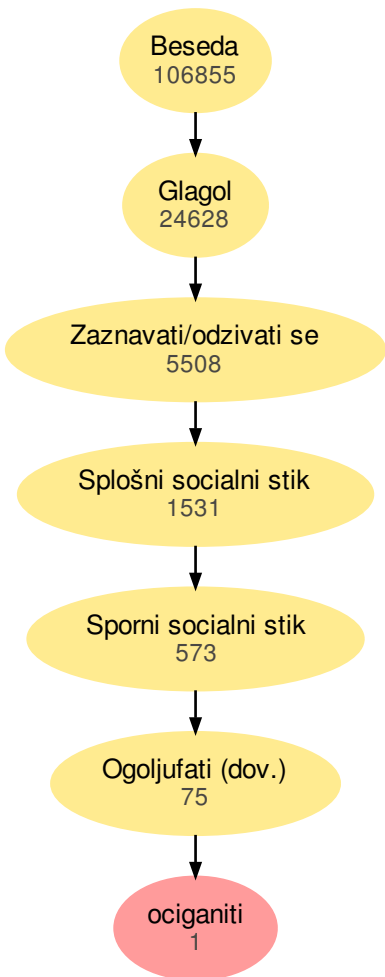 Beseda
106855
Glagol
24628
Zaznavati/odzivati se
5508
Splošni socialni stik
1531
Sporni socialni stik
573
Ogoljufati (dov.)
75
ociganiti
1